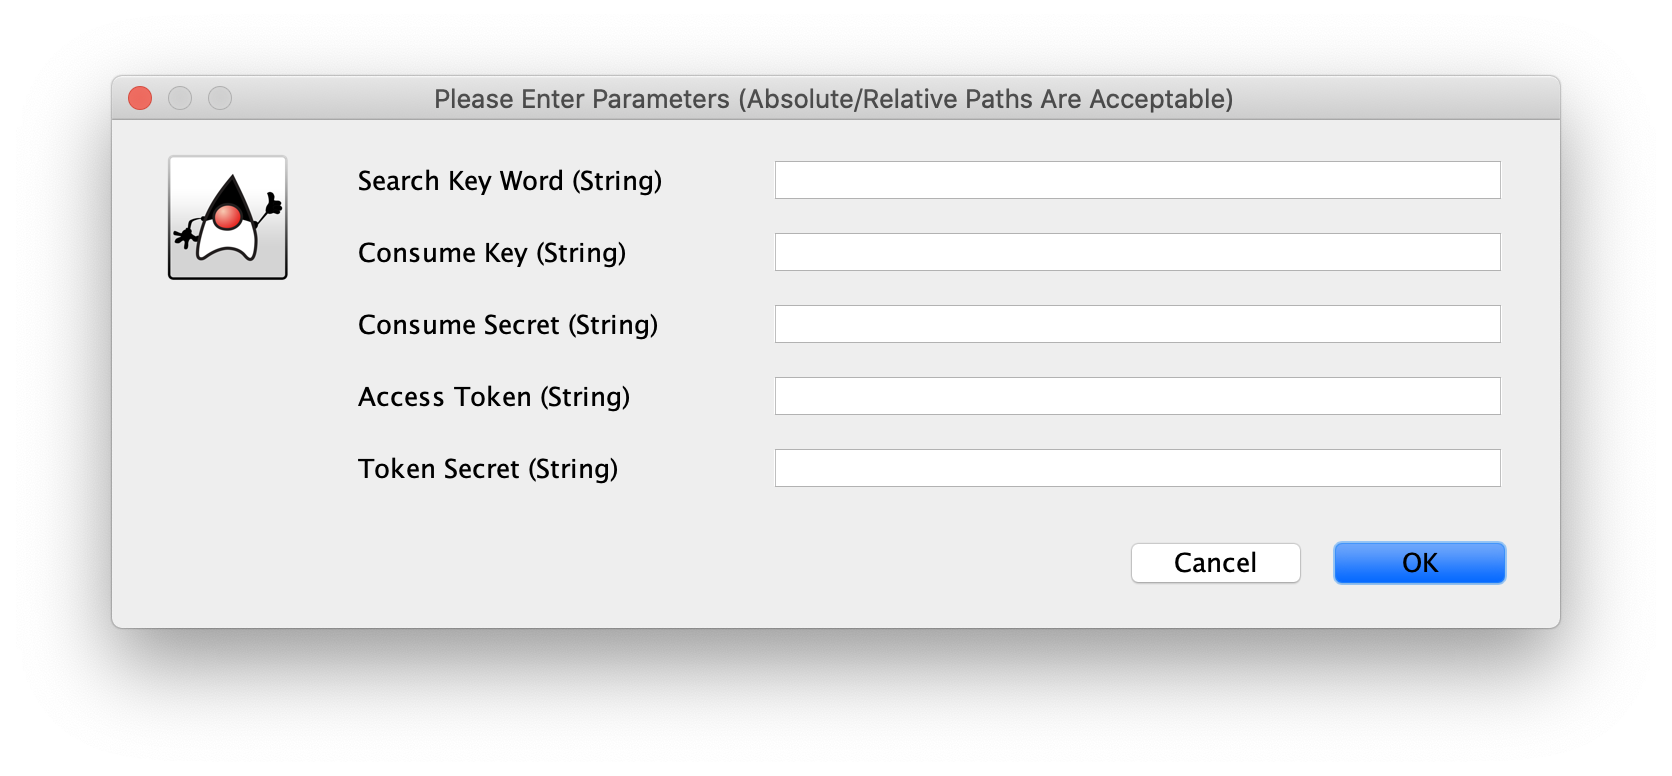 Please Enter Parameters (Absolute/Relative Paths Are Acceptable)
Search Key Word (String)
Consume Key (String)
Consume Secret (String)
Access Token (String)
Token Secret (String)
Cancel OK